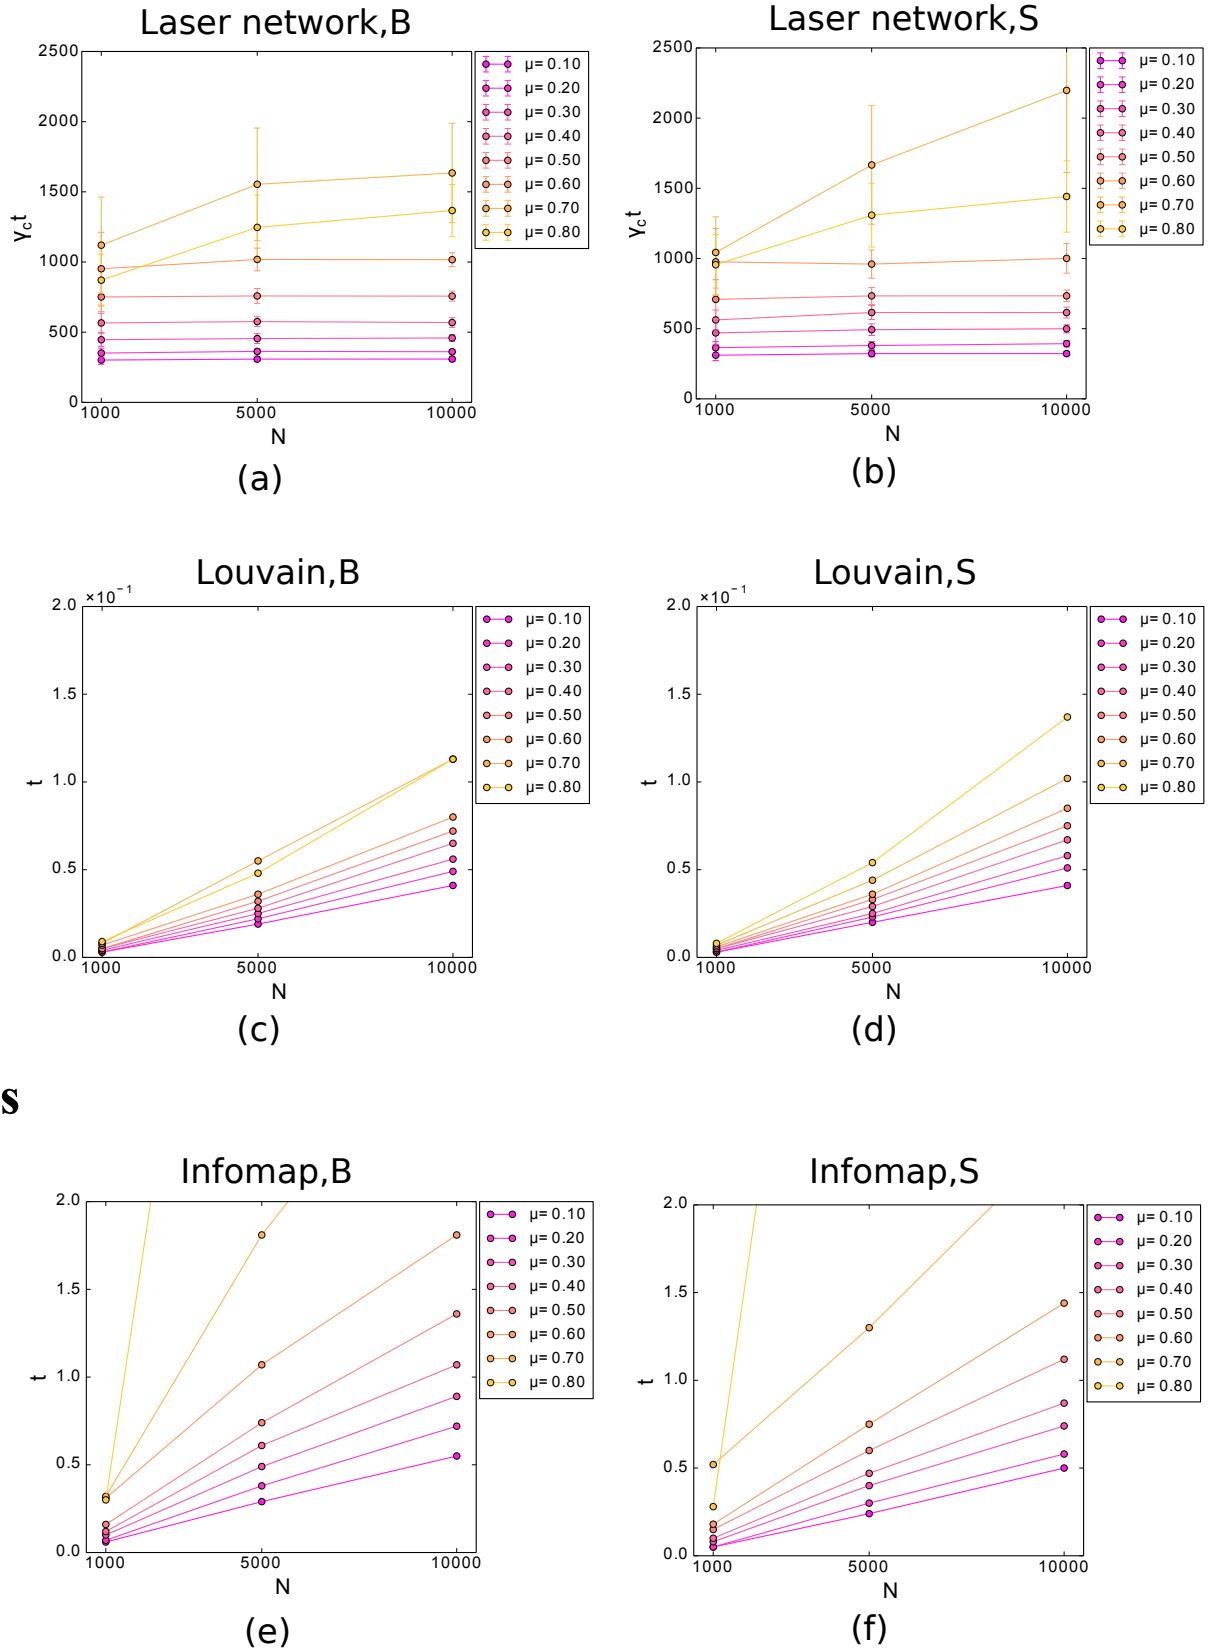 Laser network,B
2500
2000
1500
1000
500
0
γc t
1000 5000 10000
N
μ= 0.10
μ= 0.20
μ= 0.30
μ= 0.40
μ= 0.50
μ= 0.60
μ= 0.70
μ= 0.80
(a)
Laser network,S
2500
2000
1500
1000
500
0
γc t
1000 5000 10000
N
μ= 0.10
μ= 0.20
μ= 0.30
μ= 0.40
μ= 0.50
μ= 0.60
μ= 0.70
μ= 0.80
(b)
Louvain,B
×10⁻¹
2.0
1.5
1.0
0.5
0.0
t
1000 5000 10000
N
μ= 0.10
μ= 0.20
μ= 0.30
μ= 0.40
μ= 0.50
μ= 0.60
μ= 0.70
μ= 0.80
(c)
Louvain,S
×10⁻¹
2.0
1.5
1.0
0.5
0.0
t
1000 5000 10000
N
μ= 0.10
μ= 0.20
μ= 0.30
μ= 0.40
μ= 0.50
μ= 0.60
μ= 0.70
μ= 0.80
(d)
s
Infomap,B
2.0
1.5
1.0
0.5
0.0
t
1000 5000 10000
N
μ= 0.10
μ= 0.20
μ= 0.30
μ= 0.40
μ= 0.50
μ= 0.60
μ= 0.70
μ= 0.80
(e)
Infomap,S
2.0
1.5
1.0
0.5
0.0
t
1000 5000 10000
N
μ= 0.10
μ= 0.20
μ= 0.30
μ= 0.40
μ= 0.50
μ= 0.60
μ= 0.70
μ= 0.80
(f)